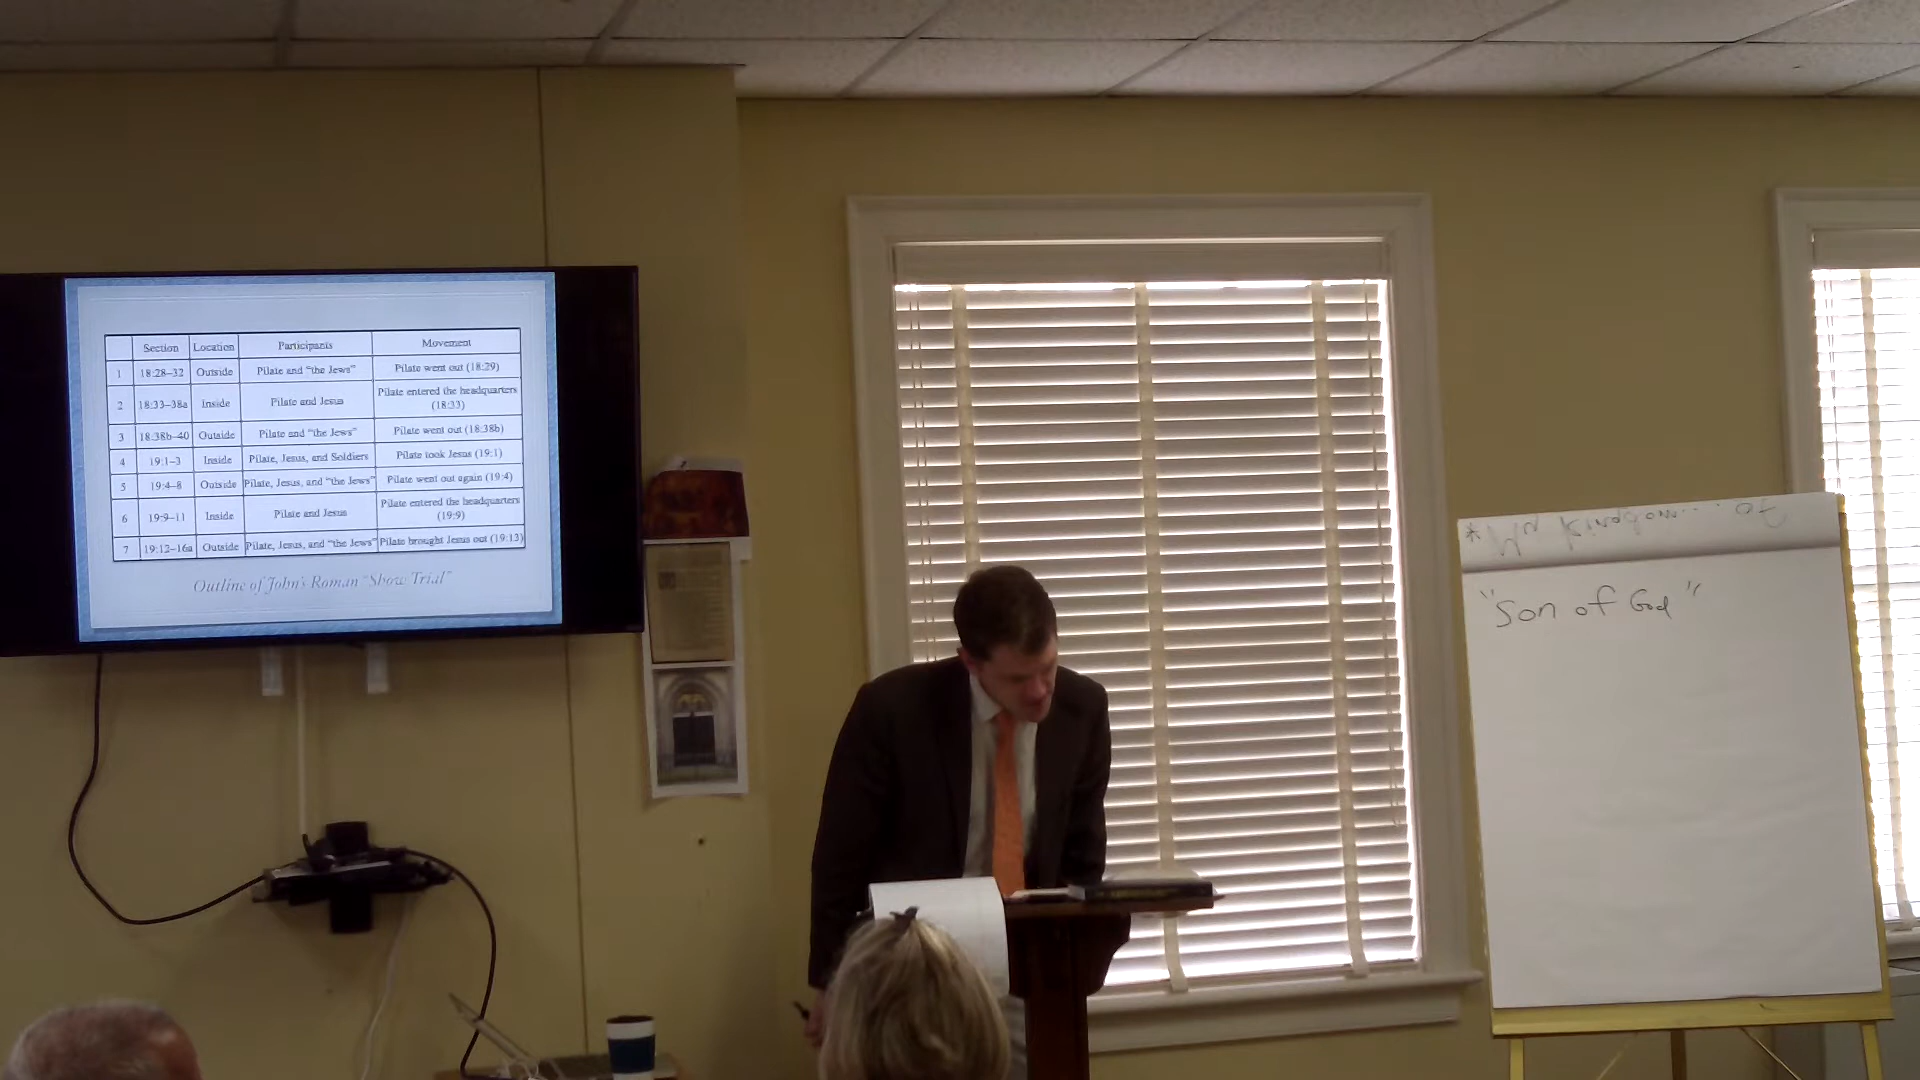 Section Location Participants Movement
1 18:28–32 Outside Pilate and "the Jews" Pilate went out (18:29)
2 18:33–38a Inside Pilate and Jesus Pilate entered the headquarters
(18:33)
3 18:38b–40 Outside Pilate and "the Jews" Pilate went out (18:38b)
4 19:1–3 Inside Pilate, Jesus, and Soldiers Pilate took Jesus (19:1)
5 19:4–8 Outside Pilate, Jesus, and "the Jews" Pilate went out again (19:4)
6 19:9–11 Inside Pilate and Jesus Pilate entered the headquarters
(19:9)
7 19:12–16a Outside Pilate, Jesus, and "the Jews" Pilate brought Jesus out (19:13)
Outline of John's Roman "Show Trial"
* Kingdom... of
"Son of God"